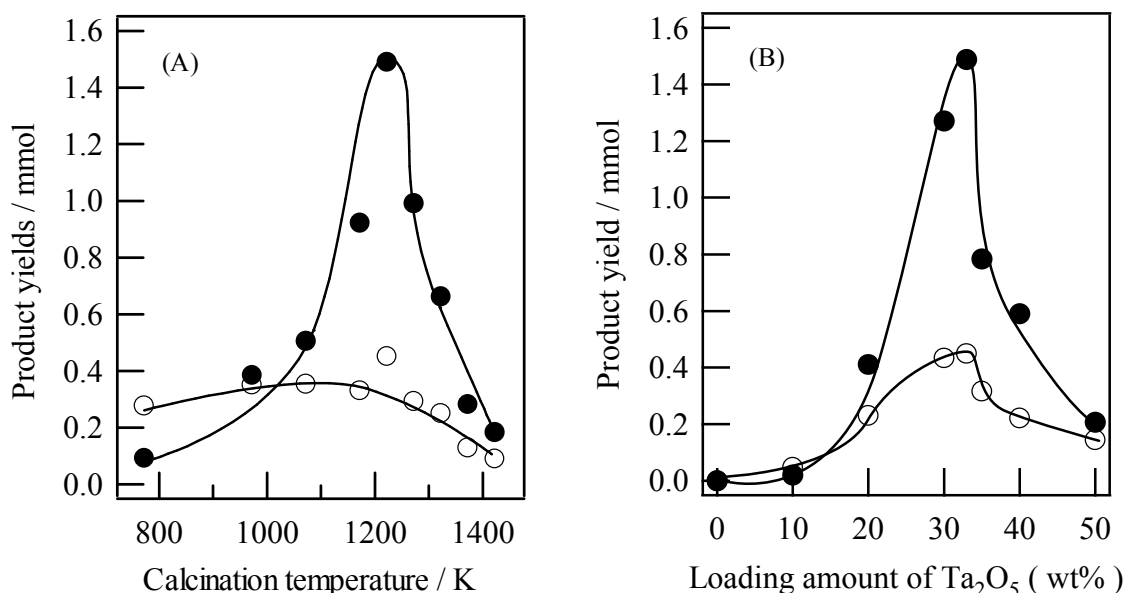 (A)
Product yields / mmol
1.6
1.4
1.2
1.0
0.8
0.6
0.4
0.2
0.0
800 1000 1200 1400
Calcination temperature / K
(B)
Product yield / mmol
1.6
1.4
1.2
1.0
0.8
0.6
0.4
0.2
0.0
0 10 20 30 40 50
Loading amount of Ta₂O₅ ( wt% )